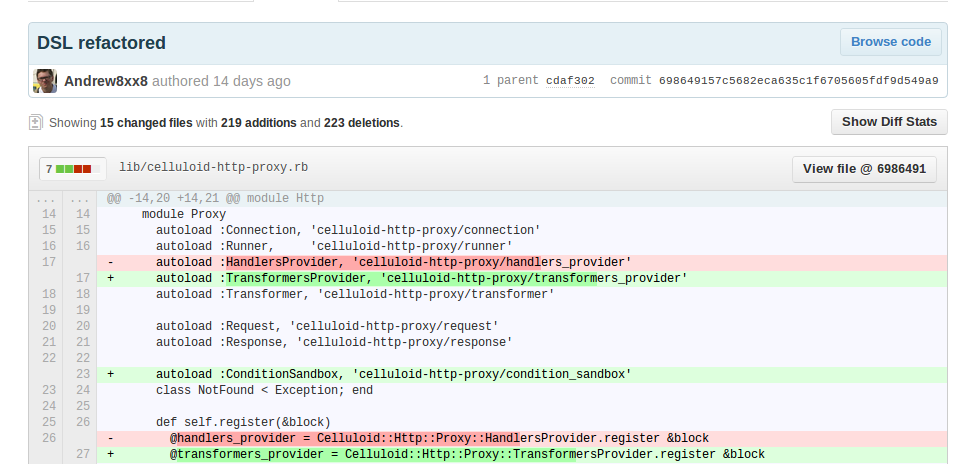 DSL refactored
Browse code
Andrew8xx8 authored 14 days ago
1 parent cdaf302 commit 698649157c5682eca635c1f6705605fdf9d549a9
Showing 15 changed files with 219 additions and 223 deletions.
Show Diff Stats
7 lib/celluloid-http-proxy.rb
View file @ 6986491
... ... @@ -14,20 +14,21 @@ module Http
14 14 module Proxy
15 15 autoload :Connection, 'celluloid-http-proxy/connection'
16 16 autoload :Runner, 'celluloid-http-proxy/runner'
17 - autoload :HandlersProvider, 'celluloid-http-proxy/handlers_provider'
17 + autoload :TransformersProvider, 'celluloid-http-proxy/transformers_provider'
18 18 autoload :Transformer, 'celluloid-http-proxy/transformer'
19 19
20 20 autoload :Request, 'celluloid-http-proxy/request'
21 21 autoload :Response, 'celluloid-http-proxy/response'
22 22
23 + autoload :ConditionSandbox, 'celluloid-http-proxy/condition_sandbox'
23 24 class NotFound < Exception; end
24 25
25 26 def self.register(&block)
26 - @handlers_provider = Celluloid::Http::Proxy::HandlersProvider.register &block
27 + @transformers_provider = Celluloid::Http::Proxy::TransformersProvider.register &block